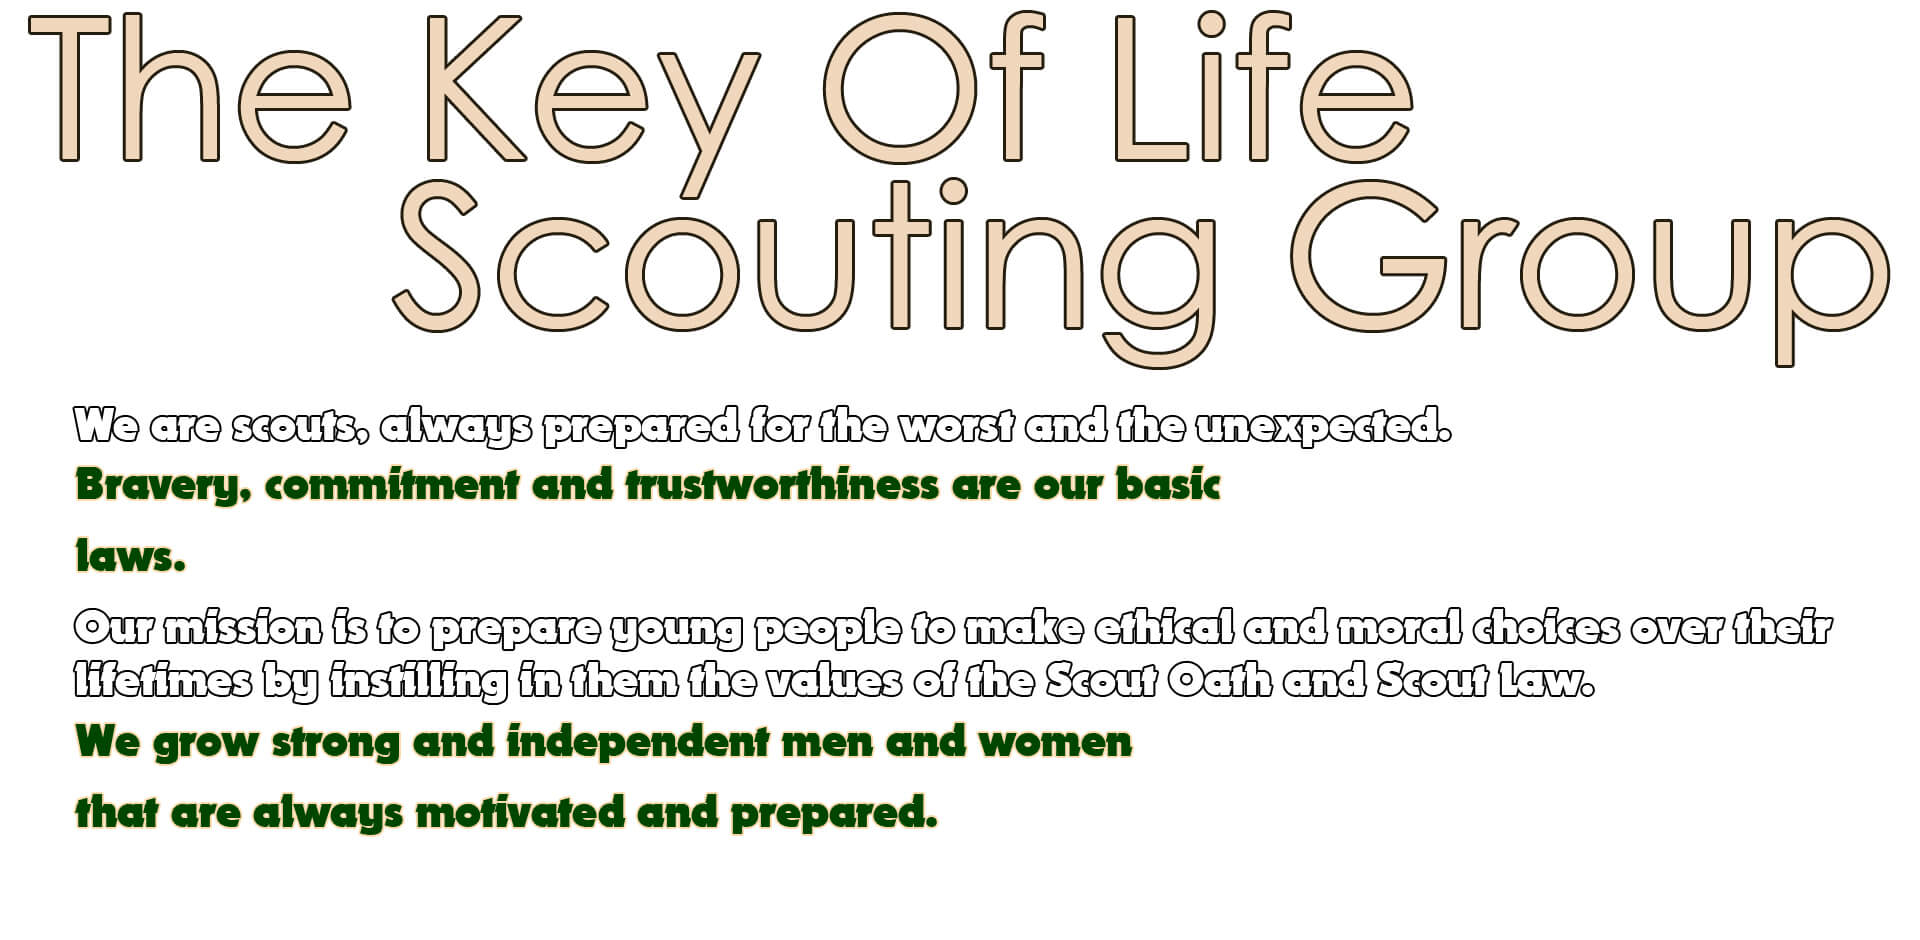 The Key Of Life
Scouting Group
We are scouts, always prepared for the worst and the unexpected.
Bravery, commitment and trustworthiness are our basic
laws.
Our mission is to prepare young people to make ethical and moral choices over their
lifetimes by instilling in them the values of the Scout Oath and Scout Law.
We grow strong and independent men and women
that are always motivated and prepared.